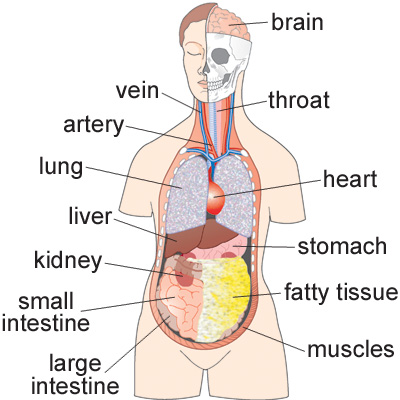 brain
vein
throat
artery
lung
heart
liver
stomach
kidney
fatty tissue
small
intestine
muscles
large
intestine